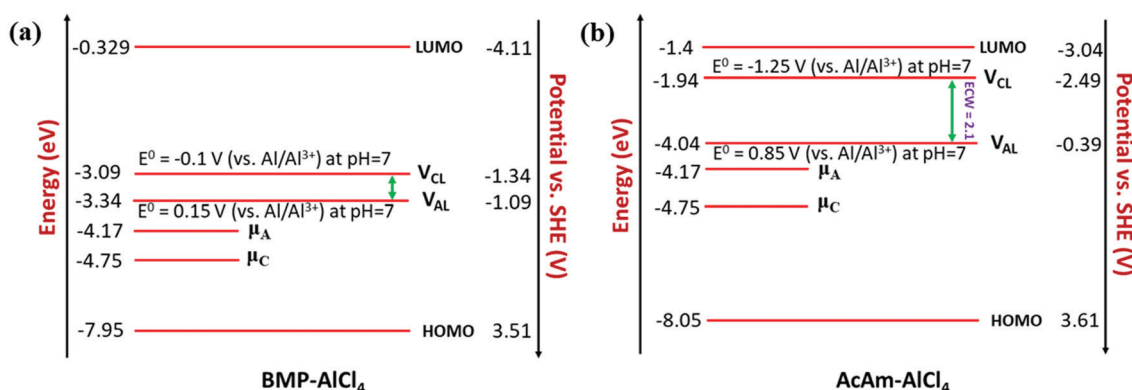 (a)
Energy (eV)
-0.329 LUMO -4.11
E⁰ = -0.1 V (vs. Al/Al³⁺) at pH=7
-3.09 V_CL -1.34
-3.34 V_AL -1.09
E⁰ = 0.15 V (vs. Al/Al³⁺) at pH=7
-4.17 μ_A
-4.75 μ_C
-7.95 HOMO 3.51
Potential vs. SHE (V)
BMP-AlCl₄
(b)
Energy (eV)
-1.4 LUMO -3.04
E⁰ = -1.25 V (vs. Al/Al³⁺) at pH=7
-1.94 V_CL -2.49
ECW = 2.1
-4.04 V_AL -0.39
E⁰ = 0.85 V (vs. Al/Al³⁺) at pH=7
-4.17 μ_A
-4.75 μ_C
-8.05 HOMO 3.61
Potential vs. SHE (V)
AcAm-AlCl₄